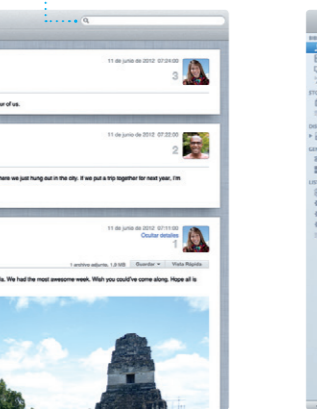 11 de junio de 2012 07:24:00
3
or of us.
11 de junio de 2012 07:22:00
2
here we just hung out in the city. If we put a trip together for next year, I'm
11 de junio de 2012 07:11:00
Ocultar detalles
1
1 archivo adjunto, 1,9 MB Guardar Vista Rápida
la. We had the most awesome week. Wish you could've come along. Hope all is